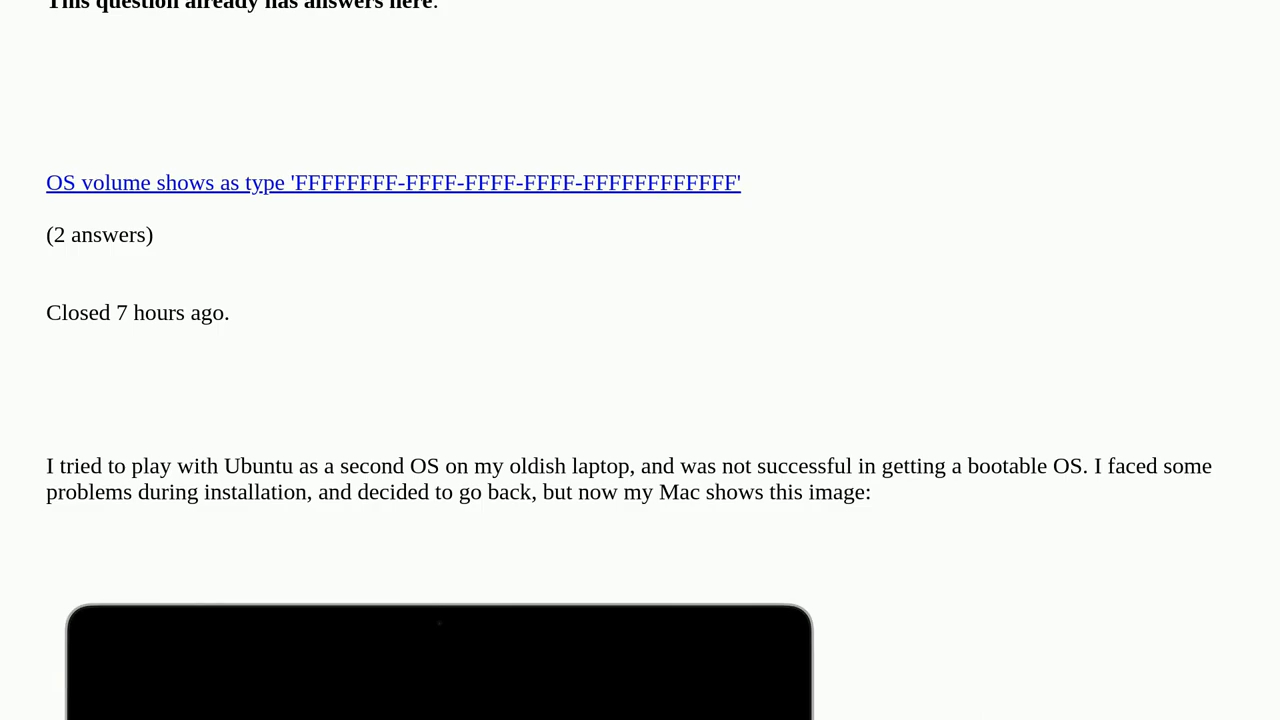 This question already has answers here:
OS volume shows as type 'FFFFFFFF-FFFF-FFFF-FFFF-FFFFFFFFFFFF'
(2 answers)
Closed 7 hours ago.
I tried to play with Ubuntu as a second OS on my oldish laptop, and was not successful in getting a bootable OS. I faced some
problems during installation, and decided to go back, but now my Mac shows this image: